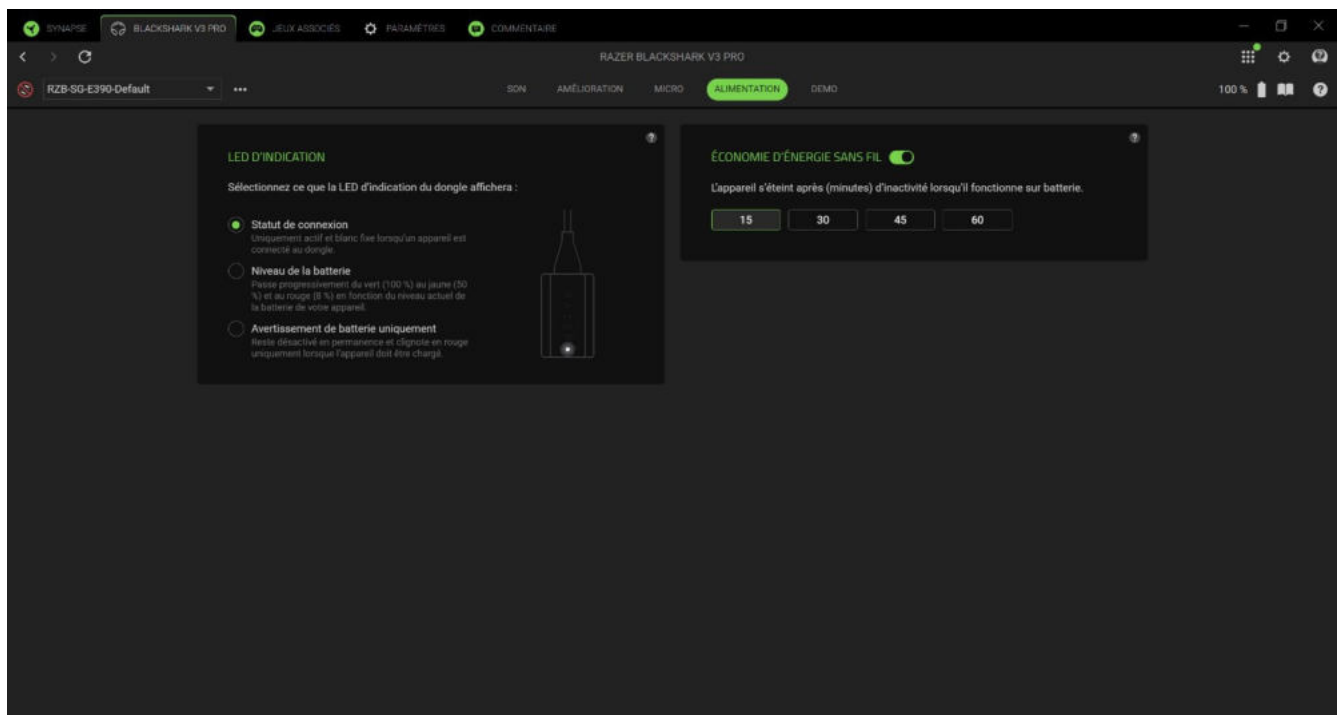 SYNAPSE
BLACKSHARK V3 PRO
JEUX ASSOCIÉS
PARAMÈTRES
COMMENTAIRE
RAZER BLACKSHARK V3 PRO
RZB-SG-E390-Default
SON
AMÉLIORATION
MICRO
ALIMENTATION
DEMO
100 %
LED D'INDICATION
Sélectionnez ce que la LED d'indication du dongle affichera :
Statut de connexion
Uniquement actif et blanc fixe lorsqu'un appareil est
connecté au dongle.
Niveau de la batterie
Passe progressivement du vert (100 %) au jaune (50
%) et au rouge (8 %) en fonction du niveau actuel de
la batterie de votre appareil.
Avertissement de batterie uniquement
Reste désactivé en permanence et clignote en rouge
uniquement lorsque l'appareil doit être chargé.
ÉCONOMIE D'ÉNERGIE SANS FIL
L'appareil s'éteint après (minutes) d'inactivité lorsqu'il fonctionne sur batterie.
15
30
45
60